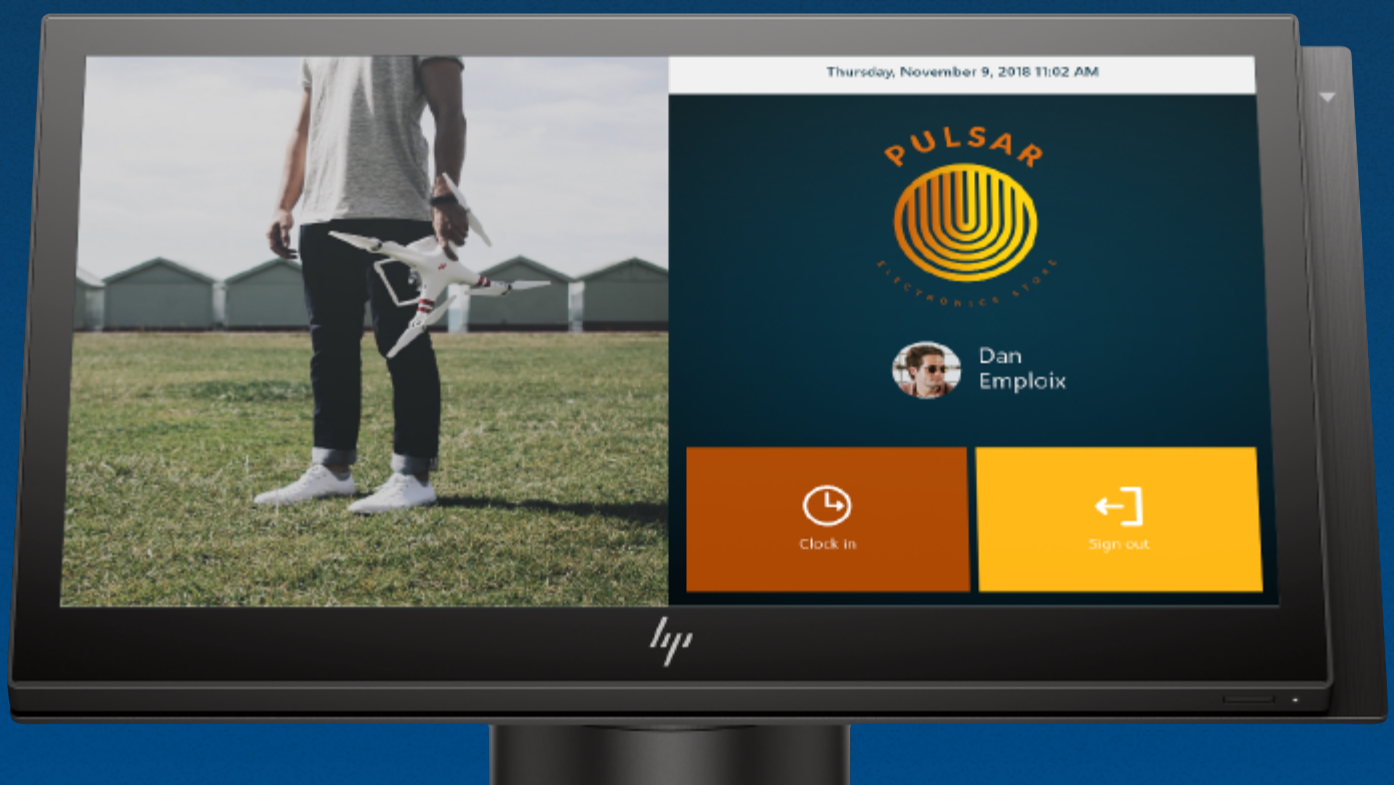 Thursday, November 9, 2018 11:02 AM
PULSAR
ELECTRONICS STORE
Dan
Emploix
Clock in
Sign out
hp